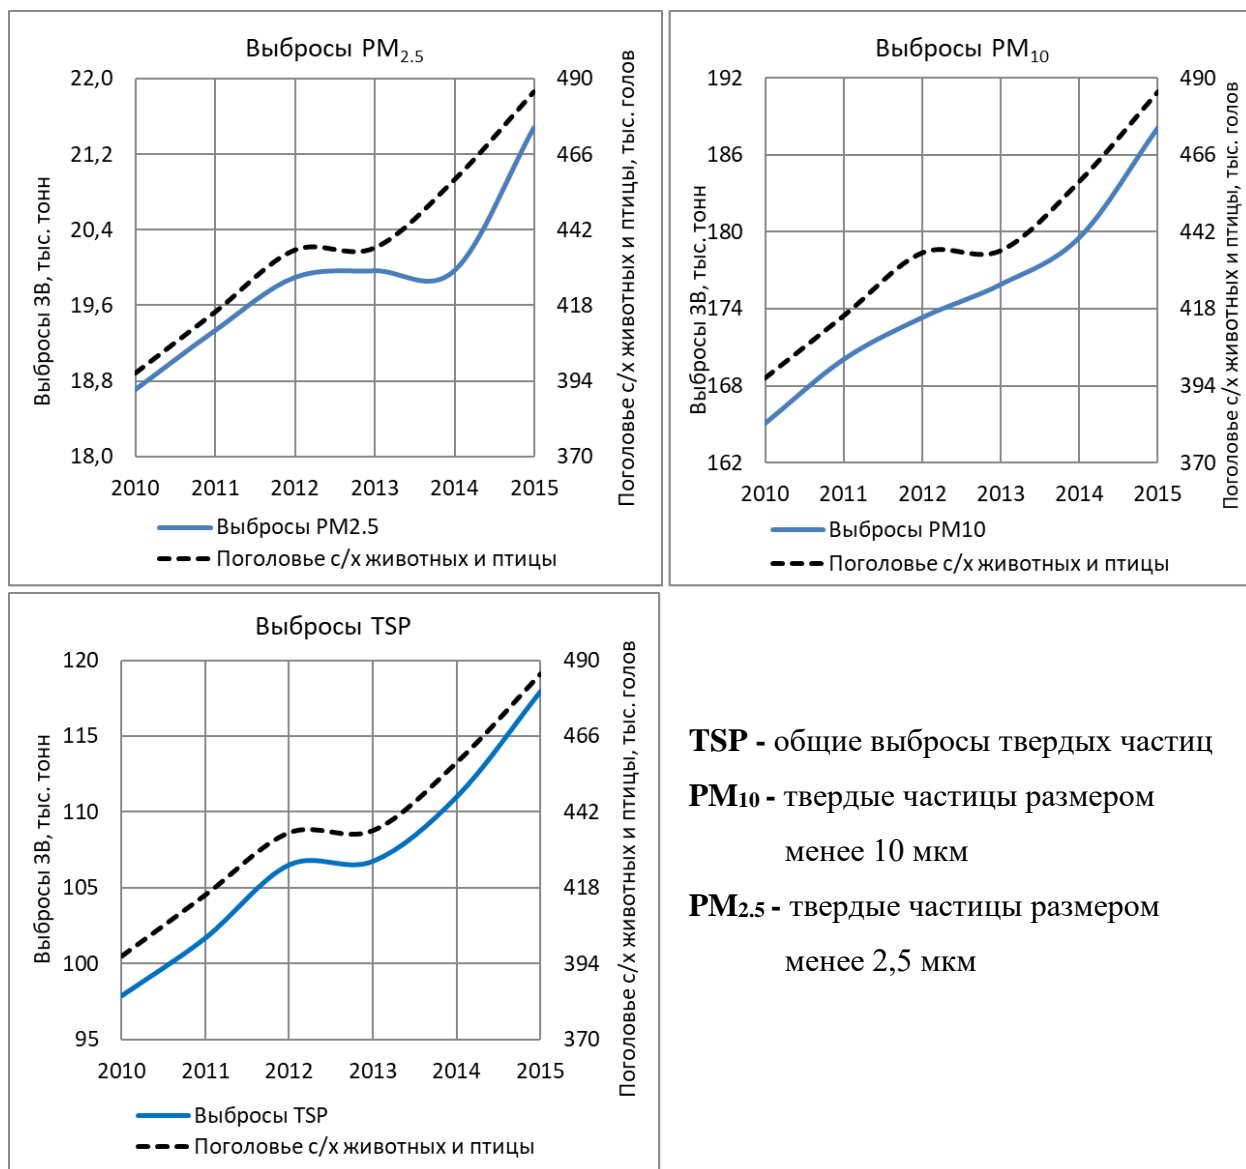 Выбросы PM2.5
Выбросы ЗВ, тыс. тонн
22,0
21,2
20,4
19,6
18,8
18,0
490
466
442
418
394
370
Поголовье с/х животных и птицы, тыс. голов
2010 2011 2012 2013 2014 2015
Выбросы PM2.5
Поголовье с/х животных и птицы
Выбросы PM10
Выбросы ЗВ, тыс. тонн
192
186
180
174
168
162
490
466
442
418
394
370
Поголовье с/х животных и птицы, тыс. голов
2010 2011 2012 2013 2014 2015
Выбросы PM10
Поголовье с/х животных и птицы
Выбросы TSP
Выбросы ЗВ, тыс. тонн
120
115
110
105
100
95
490
466
442
418
394
370
Поголовье с/х животных и птицы, тыс. голов
2010 2011 2012 2013 2014 2015
Выбросы TSP
Поголовье с/х животных и птицы
TSP - общие выбросы твердых частиц
PM10 - твердые частицы размером
менее 10 мкм
PM2.5 - твердые частицы размером
менее 2,5 мкм